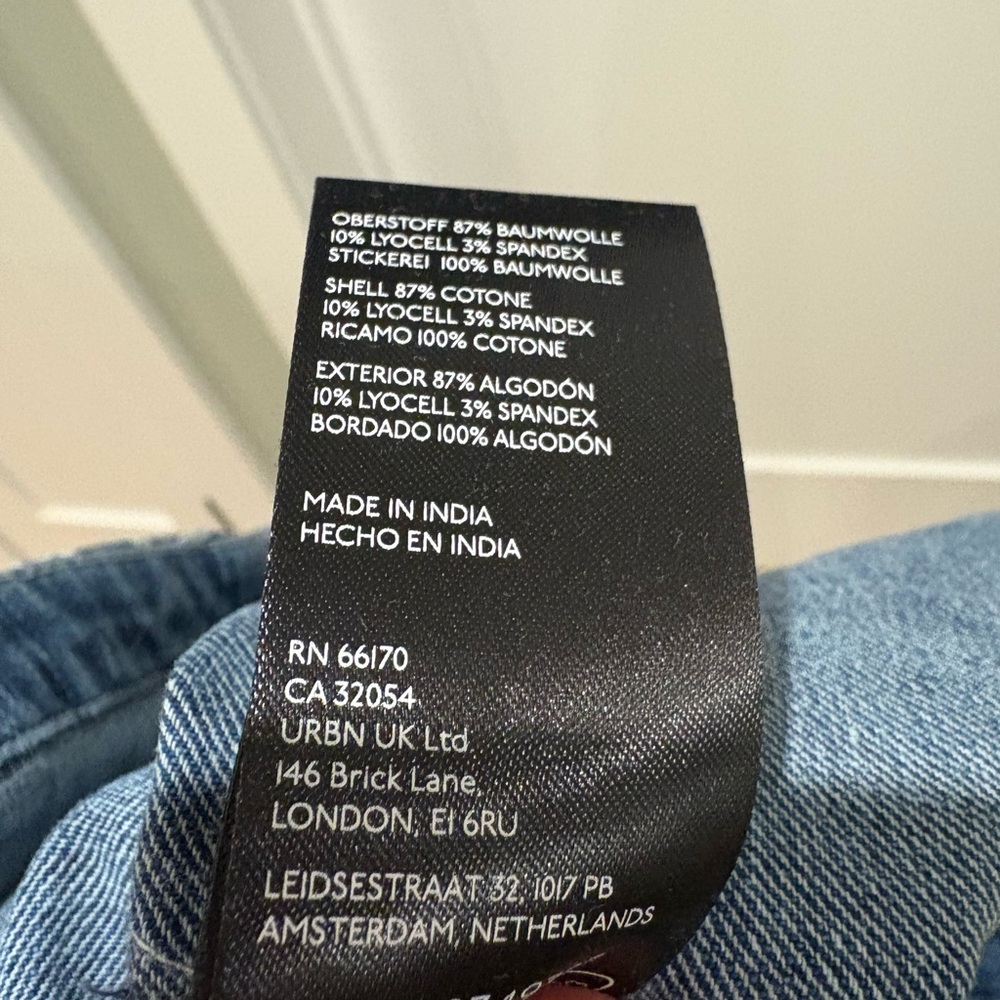 OBERSTOFF 87% BAUMWOLLE
10% LYOCELL 3% SPANDEX
STICKEREI 100% BAUMWOLLE
SHELL 87% COTONE
10% LYOCELL 3% SPANDEX
RICAMO 100% COTONE
EXTERIOR 87% ALGODÓN
10% LYOCELL 3% SPANDEX
BORDADO 100% ALGODÓN
MADE IN INDIA
HECHO EN INDIA
RN 66170
CA 32054
URBN UK Ltd
146 Brick Lane,
LONDON, E1 6RU
LEIDSESTRAAT 32 1017 PB
AMSTERDAM, NETHERLANDS